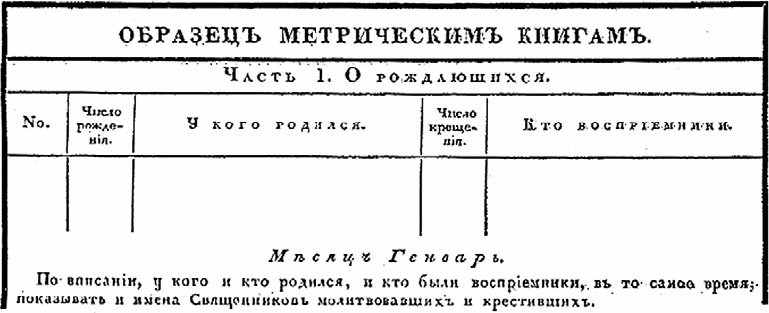 ОБРАЗЕЦЪ МЕТРИЧЕСКИМЪ КНИГАМЪ.
Часть 1. О рождающихся.
No.
Число
рожде-
нія.
У кого родился.
Число
креще-
нія.
Кто воспріемники.
Мѣсяцъ Генварь.
По вписаніи, у кого и кто родился, и кто были воспріемники, въ то самое время,
показывать и имена Священниковъ молитвовавшихъ и крестившихъ.